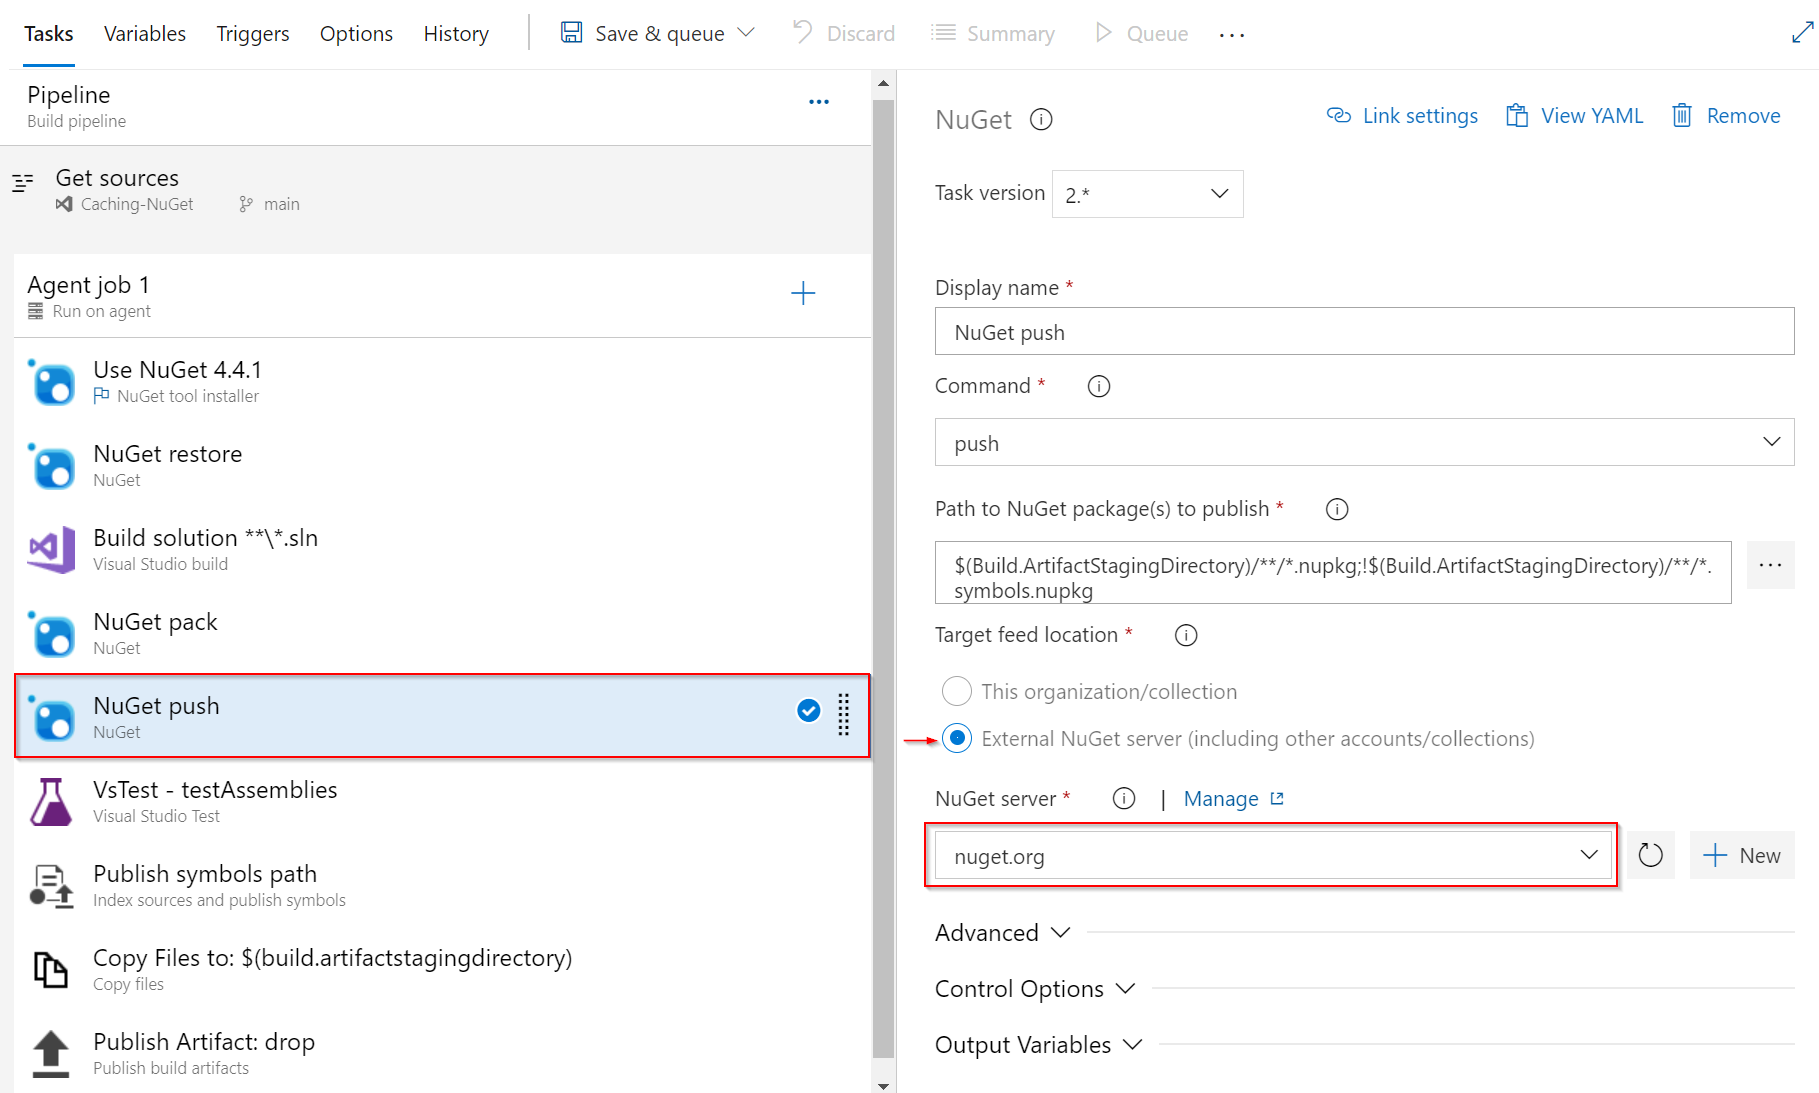 Tasks Variables Triggers Options History Save & queue Discard Summary Queue ...
Pipeline
Build pipeline
Get sources
Caching-NuGet main
Agent job 1
Run on agent
Use NuGet 4.4.1
NuGet tool installer
NuGet restore
NuGet
Build solution **\*.sln
Visual Studio build
NuGet pack
NuGet
NuGet push
NuGet
VsTest - testAssemblies
Visual Studio Test
Publish symbols path
Index sources and publish symbols
Copy Files to: $(build.artifactstagingdirectory)
Copy files
Publish Artifact: drop
Publish build artifacts
NuGet Link settings View YAML Remove
Task version 2.*
Display name *
NuGet push
Command *
push
Path to NuGet package(s) to publish *
$(Build.ArtifactStagingDirectory)/**/*.nupkg;!$(Build.ArtifactStagingDirectory)/**/*.
symbols.nupkg
Target feed location *
This organization/collection
External NuGet server (including other accounts/collections)
NuGet server * | Manage
nuget.org New
Advanced
Control Options
Output Variables